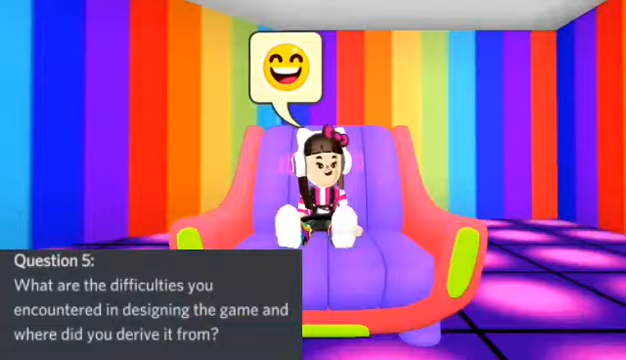 Question 5:
What are the difficulties you
encountered in designing the game and
where did you derive it from?